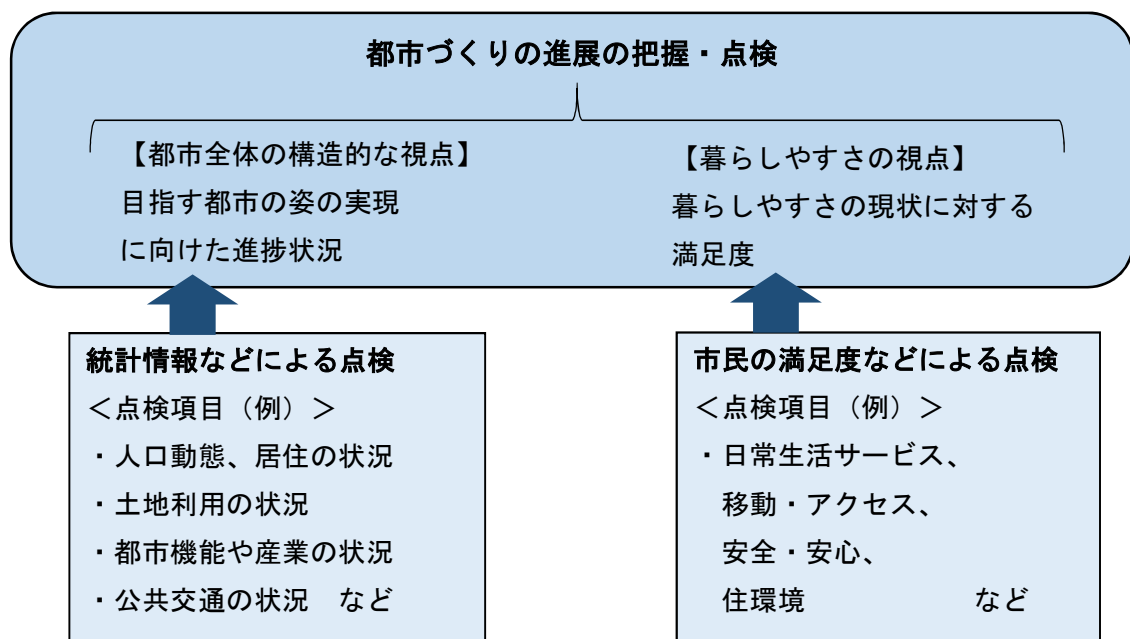 都市づくりの進展の把握・点検
【都市全体の構造的な視点】
目指す都市の姿の実現
に向けた進捗状況
【暮らしやすさの視点】
暮らしやすさの現状に対する
満足度
統計情報などによる点検
＜点検項目（例）＞
・人口動態、居住の状況
・土地利用の状況
・都市機能や産業の状況
・公共交通の状況　など
市民の満足度などによる点検
＜点検項目（例）＞
・日常生活サービス、
移動・アクセス、
安全・安心、
住環境　　　　　　など